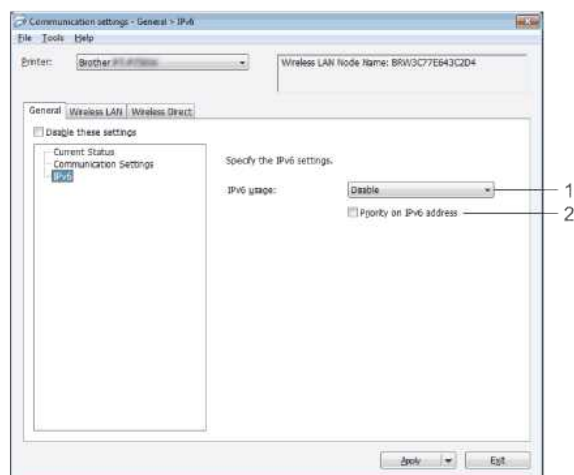 Communication settings - General > IPv6
File Tools Help
Printer: Brother
Wireless LAN Node Name: BRW3C77E643C2D4
General Wireless LAN Wireless Direct
Disable these settings
Current Status
Communication Settings
IPv6
Specify the IPv6 settings.
IPv6 usage: Disable 1
Priority on IPv6 address 2
Apply Exit